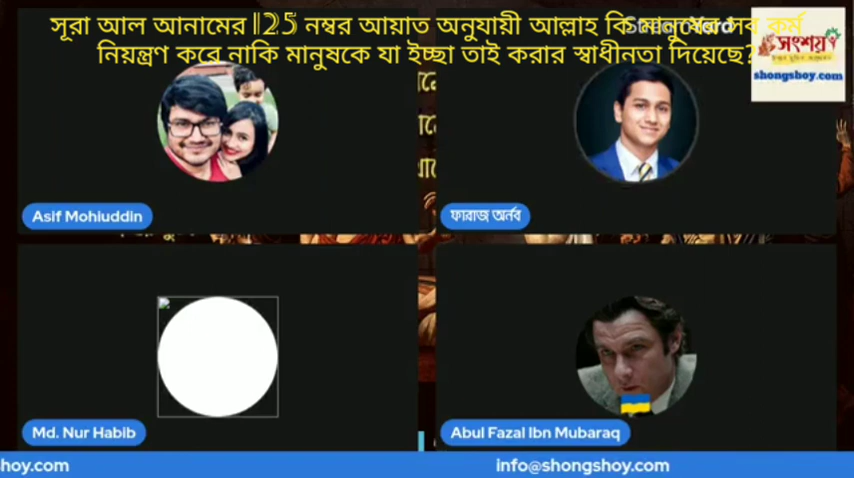 সূরা আল আনামের 125 নম্বর আয়াত অনুযায়ী আল্লাহ কি মানুষের সব কর্ম
নিয়ন্ত্রণ করে নাকি মানুষকে যা ইচ্ছা তাই করার স্বাধীনতা দিয়েছে?
StreamYard
সংশয়
shongshoy.com
Asif Mohiuddin
ফারাজ অর্নব
Md. Nur Habib
Abul Fazal Ibn Mubaraq
hoy.com
info@shongshoy.com